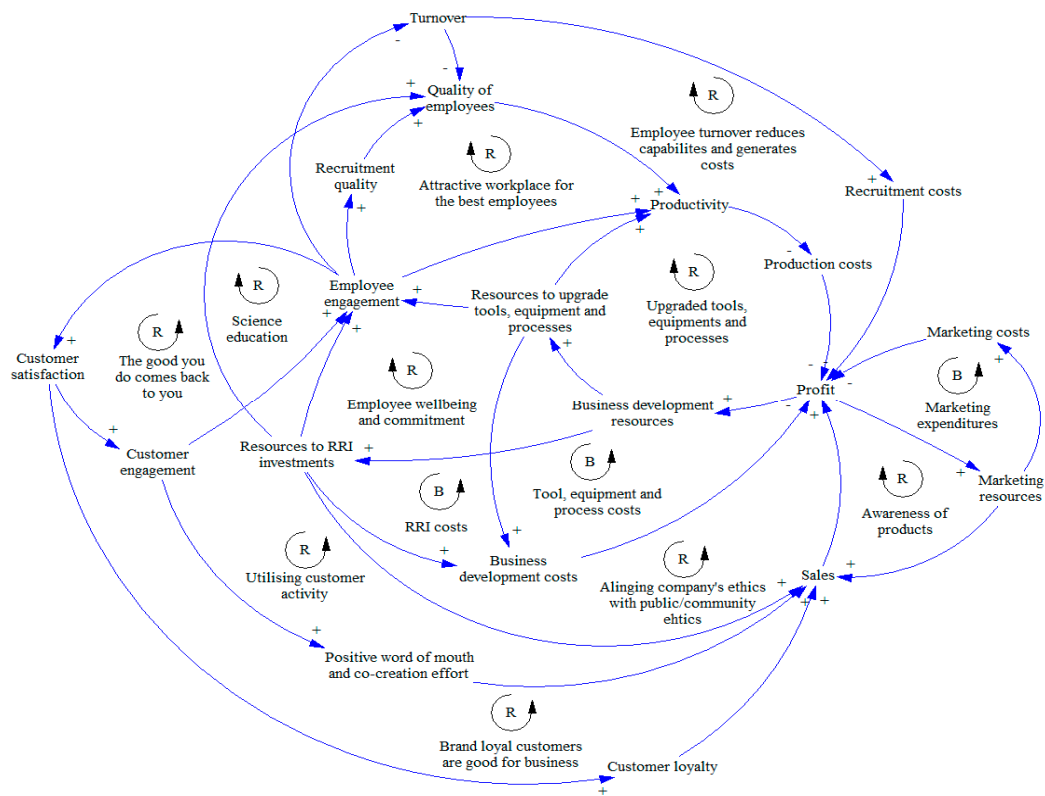 Turnover
-
-
+
Quality of
employees
+
R
R
Employee turnover reduces
capabilites and generates
costs
Recruitment
quality
+
Attractive workplace for
the best employees
+
+
+
Productivity
+
Recruitment costs
-
Production costs
R
Science
education
Employee
engagement
+
+
+
Resources to upgrade
tools, equipment and
processes
+
R
Upgraded tools,
equipments and
processes
R
The good you
do comes back
to you
+
Customer
satisfaction
R
Employee wellbeing
and commitment
Marketing costs
+
B
Marketing
expenditures
-
-
-
Profit
+
+
Business development
resources
+
Customer
engagement
Resources to RRI
investments
+
B
Tool, equipment and
process costs
B
RRI costs
+
Marketing
resources
R
Awareness of
products
R
Utilising customer
activity
+
+
Business
development costs
R
Alinging company's ethics
with public/community
ehtics
+
+
+
+
Sales
+
Positive word of mouth
and co-creation effort
R
Brand loyal customers
are good for business
+
Customer loyalty